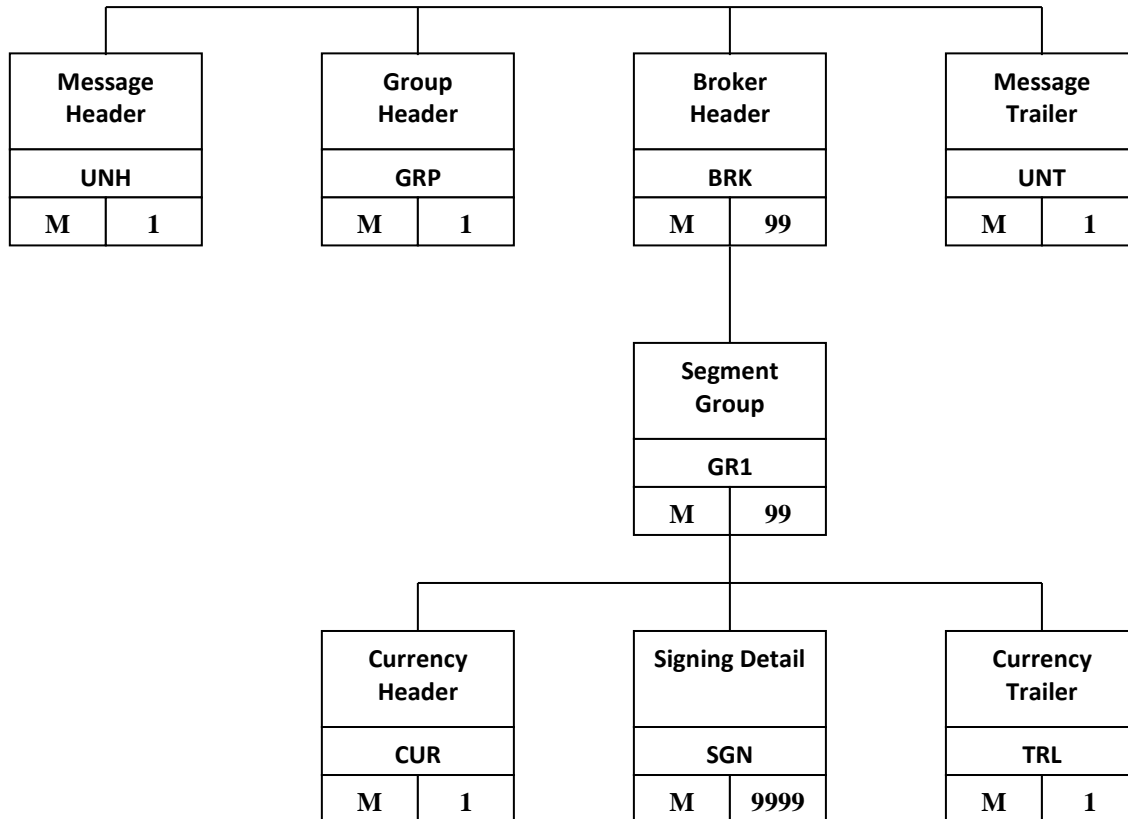 Message
Header
UNH
M 1
Group
Header
GRP
M 1
Broker
Header
BRK
M 99
Message
Trailer
UNT
M 1
Segment
Group
GR1
M 99
Currency
Header
CUR
M 1
Signing Detail
SGN
M 9999
Currency
Trailer
TRL
M 1